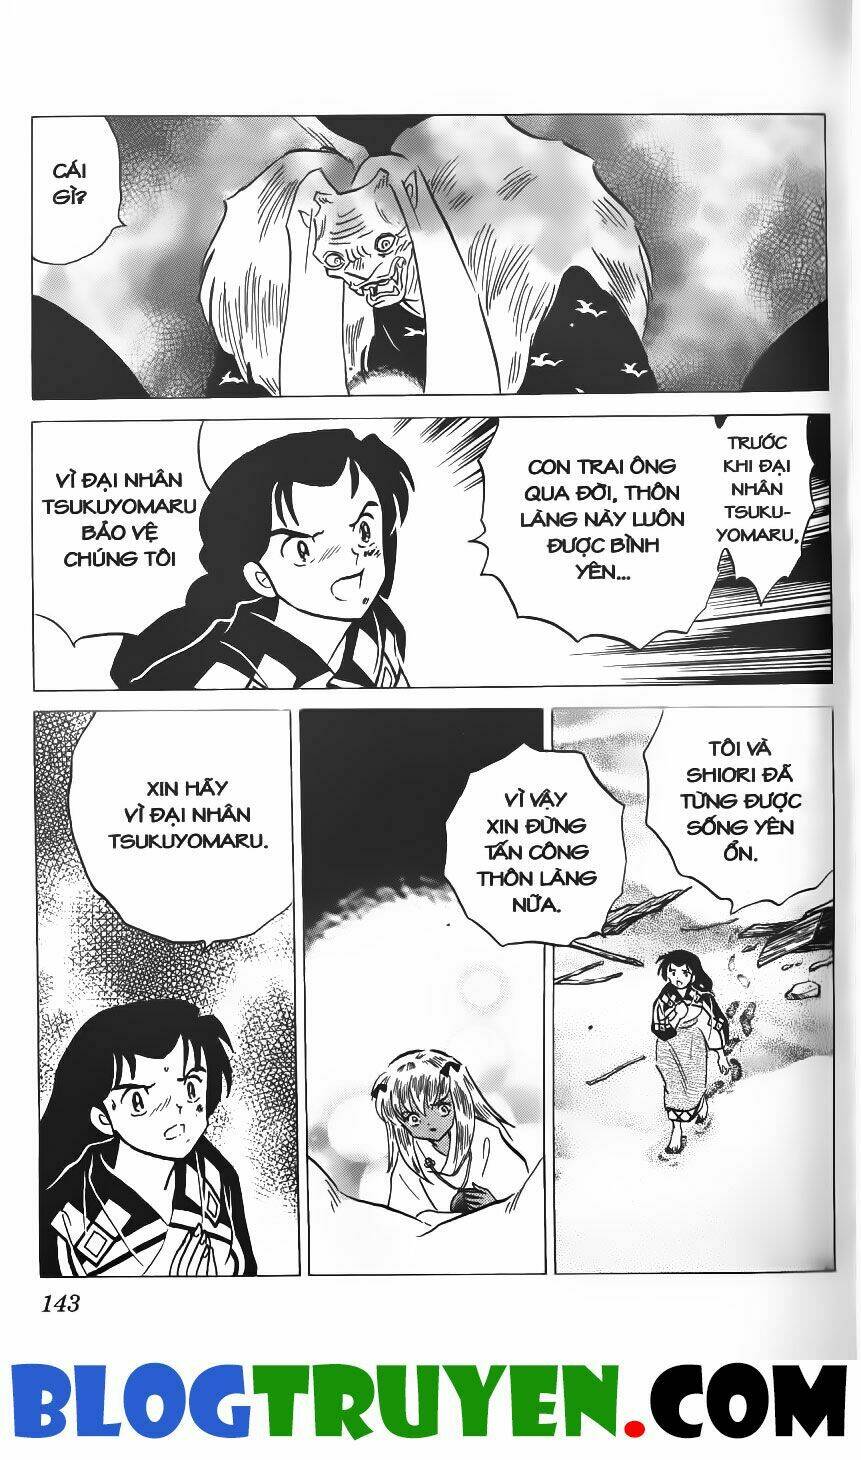 CÁI
GÌ?
TRƯỚC
KHI ĐẠI
NHÂN
TSUKU-
YOMARU.
CON TRAI ÔNG
QUA ĐỜI, THÔN
LÀNG NÀY LUÔN
ĐƯỢC BÌNH
YÊN...
VÌ ĐẠI NHÂN
TSUKUYOMARU
BẢO VỆ
CHÚNG TÔI
TÔI VÀ
SHIORI ĐÃ
TỪNG ĐƯỢC
SỐNG YÊN
ỔN.
VÌ VẬY
XIN ĐỪNG
TẤN CÔNG
THÔN LÀNG
NỮA.
XIN HÃY
VÌ ĐẠI NHÂN
TSUKUYOMARU.
143
BLOGTRUYEN.COM